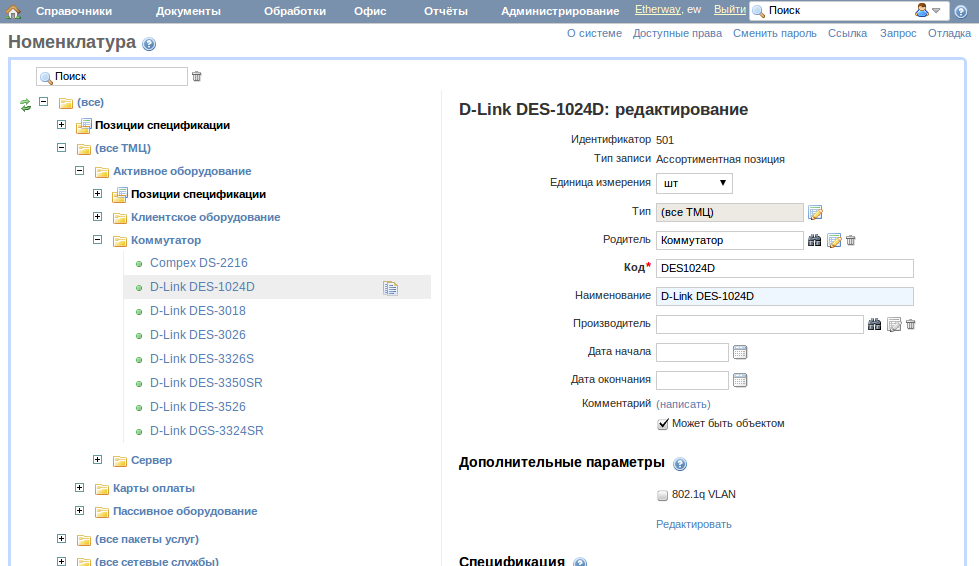 Справочники Документы Обработки Офис Отчёты Администрирование Etherway, ew Выйти Поиск
О системе Доступные права Сменить пароль Ссылка Запрос Отладка
Номенклатура
Поиск
(все)
Позиции спецификации
(все ТМЦ)
Активное оборудование
Позиции спецификации
Клиентское оборудование
Коммутатор
Compex DS-2216
D-Link DES-1024D
D-Link DES-3018
D-Link DES-3026
D-Link DES-3326S
D-Link DES-3350SR
D-Link DES-3526
D-Link DGS-3324SR
Сервер
Карты оплаты
Пассивное оборудование
(все пакеты услуг)
(все сетевые службы)
D-Link DES-1024D: редактирование
Идентификатор 501
Тип записи Ассортиментная позиция
Единица измерения шт
Тип (все ТМЦ)
Родитель Коммутатор
Код* DES1024D
Наименование D-Link DES-1024D
Производитель
Дата начала
Дата окончания
Комментарий (написать)
Может быть объектом
Дополнительные параметры
802.1q VLAN
Редактировать
Спецификация